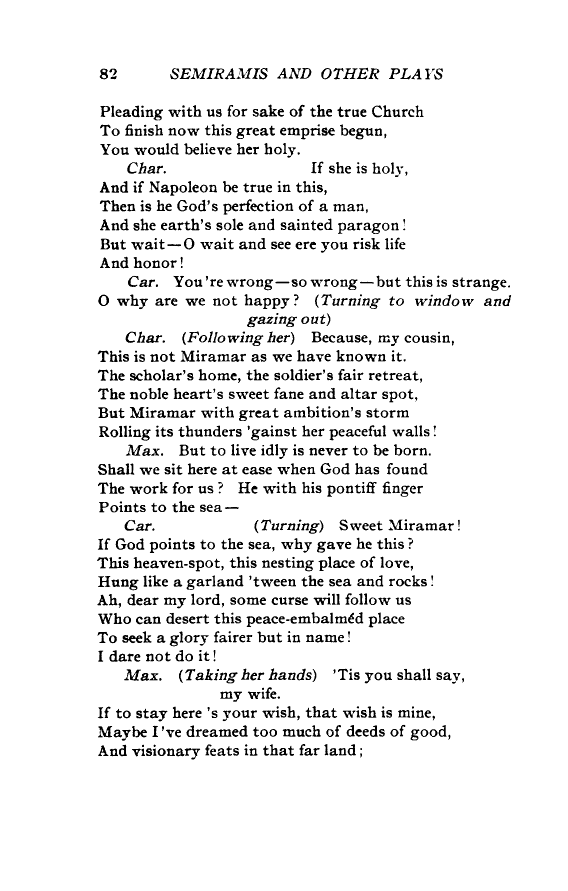 82 SEMIRAMIS AND OTHER PLAYS
Pleading with us for sake of the true Church
To finish now this great emprise begun,
You would believe her holy.
Char. If she is holy,
And if Napoleon be true in this,
Then is he God's perfection of a man,
And she earth's sole and sainted paragon!
But wait—O wait and see ere you risk life
And honor!
Car. You're wrong—so wrong—but this is strange.
O why are we not happy? (Turning to window and
gazing out)
Char. (Following her) Because, my cousin,
This is not Miramar as we have known it.
The scholar's home, the soldier's fair retreat,
The noble heart's sweet fane and altar spot,
But Miramar with great ambition's storm
Rolling its thunders 'gainst her peaceful walls!
Max. But to live idly is never to be born.
Shall we sit here at ease when God has found
The work for us? He with his pontiff finger
Points to the sea—
Car. (Turning) Sweet Miramar!
If God points to the sea, why gave he this?
This heaven-spot, this nesting place of love,
Hung like a garland 'tween the sea and rocks!
Ah, dear my lord, some curse will follow us
Who can desert this peace-embalméd place
To seek a glory fairer but in name!
I dare not do it!
Max. (Taking her hands) 'Tis you shall say,
my wife.
If to stay here 's your wish, that wish is mine,
Maybe I've dreamed too much of deeds of good,
And visionary feats in that far land;